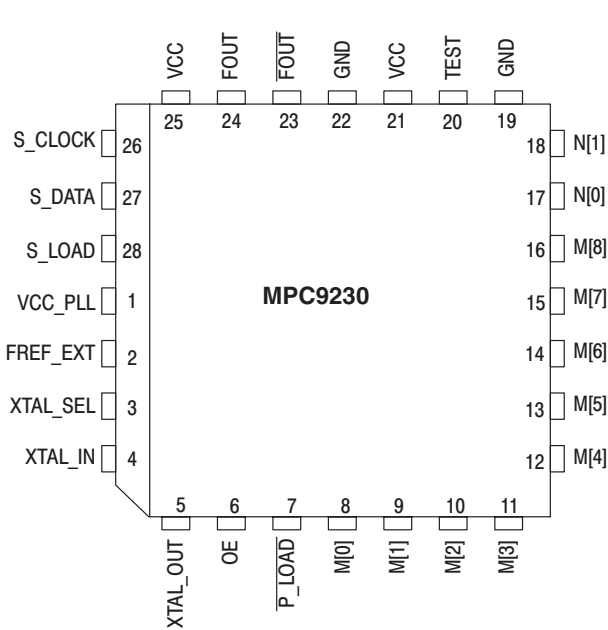 VCC
FOUT
FOUT
GND
VCC
TEST
GND
25
24
23
22
21
20
19
S_CLOCK
26
S_DATA
27
S_LOAD
28
VCC_PLL
1
FREF_EXT
2
XTAL_SEL
3
XTAL_IN
4
MPC9230
18
N[1]
17
N[0]
16
M[8]
15
M[7]
14
M[6]
13
M[5]
12
M[4]
5
6
7
8
9
10
11
XTAL_OUT
OE
P_LOAD
M[0]
M[1]
M[2]
M[3]